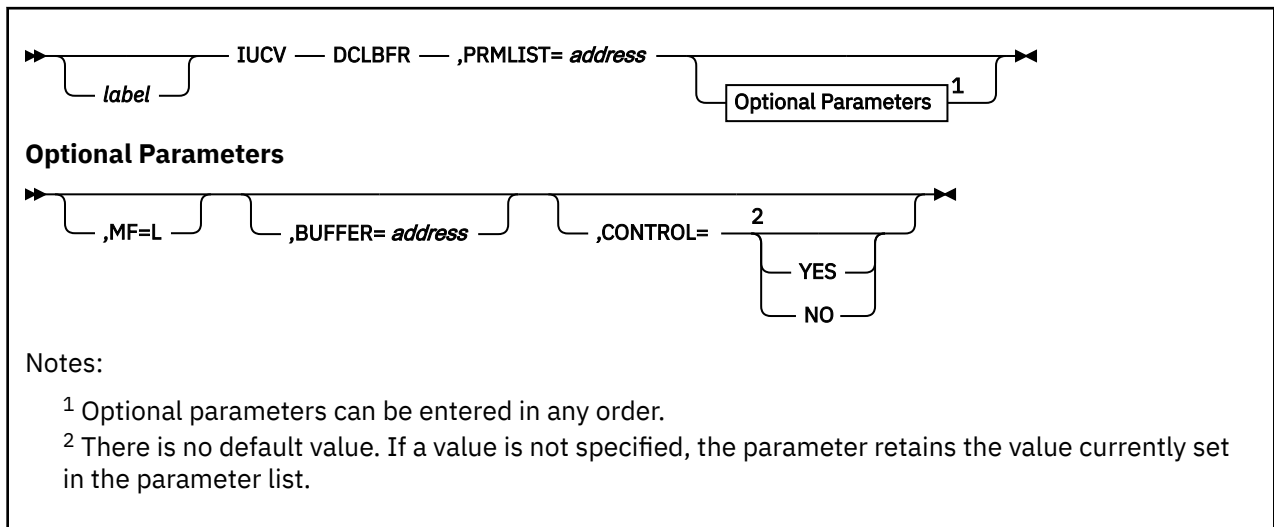 IUCV DCLBFR ,PRMLIST= address
label
Optional Parameters 1
Optional Parameters
,MF=L ,BUFFER= address ,CONTROL= 2
YES
NO
Notes:
1 Optional parameters can be entered in any order.
2 There is no default value. If a value is not specified, the parameter retains the value currently set
in the parameter list.